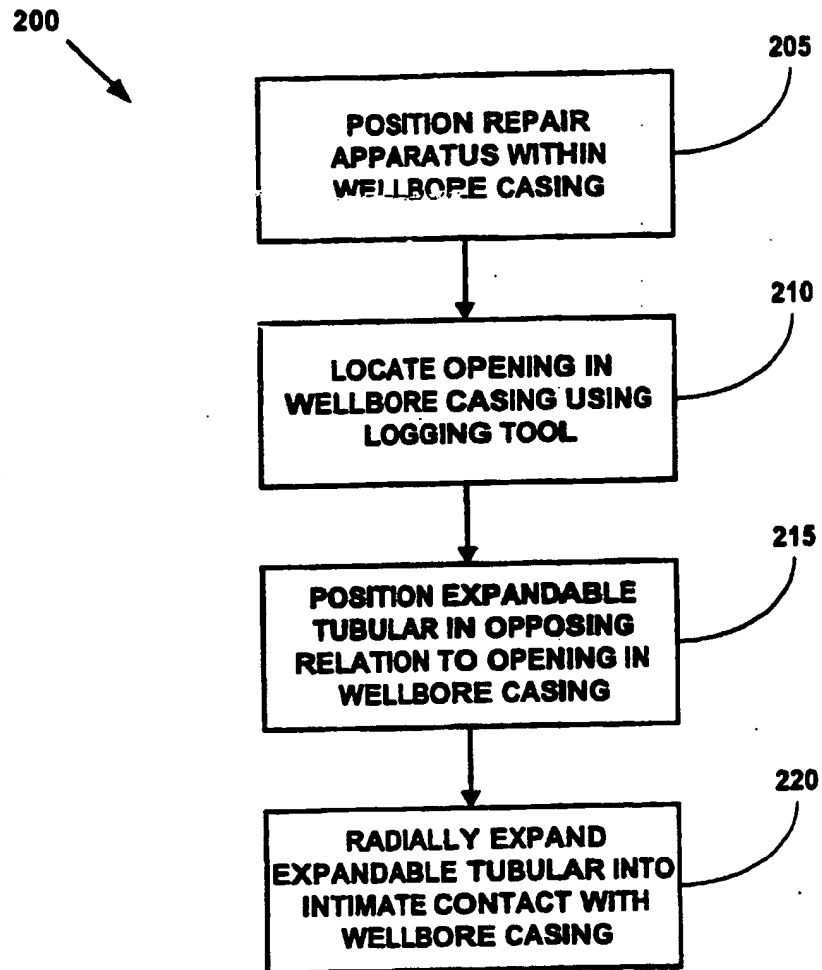 200
205
POSITION REPAIR
APPARATUS WITHIN
WELLBORE CASING
210
LOCATE OPENING IN
WELLBORE CASING USING
LOGGING TOOL
215
POSITION EXPANDABLE
TUBULAR IN OPPOSING
RELATION TO OPENING IN
WELLBORE CASING
220
RADIALLY EXPAND
EXPANDABLE TUBULAR INTO
INTIMATE CONTACT WITH
WELLBORE CASING